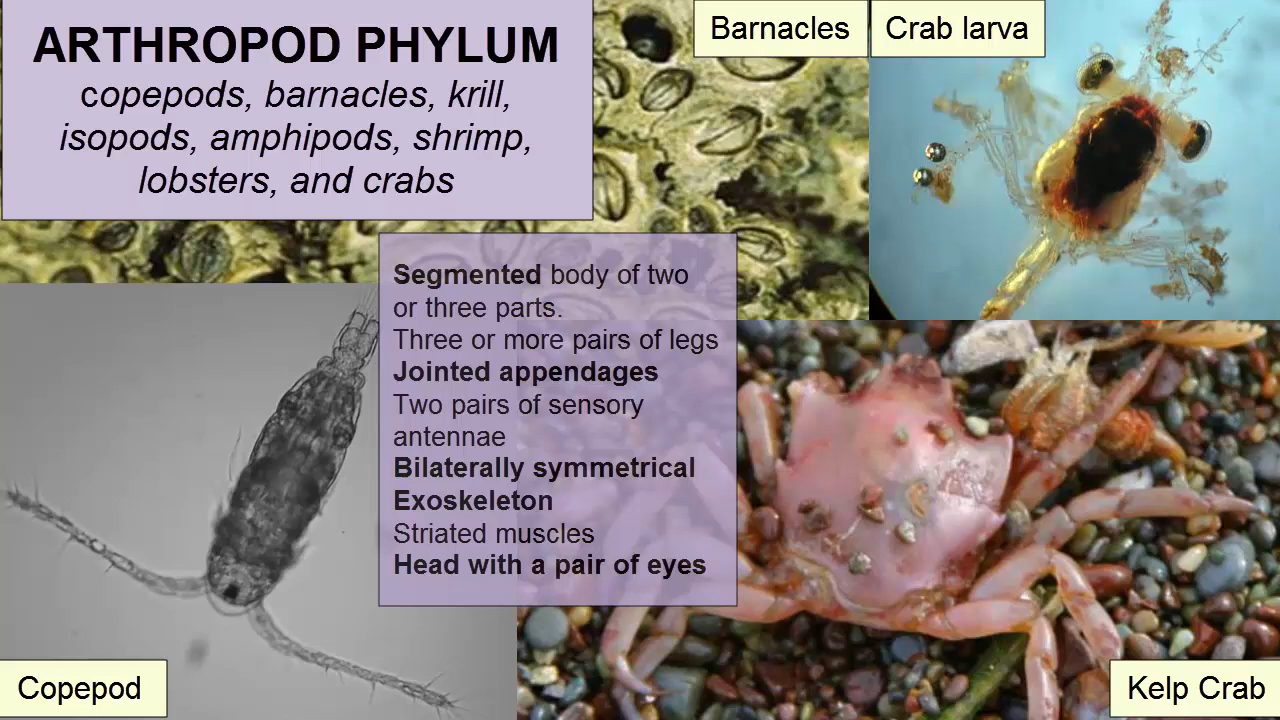 ARTHROPOD PHYLUM
copepods, barnacles, krill,
isopods, amphipods, shrimp,
lobsters, and crabs
Barnacles
Crab larva
Segmented body of two
or three parts.
Three or more pairs of legs
Jointed appendages
Two pairs of sensory
antennae
Bilaterally symmetrical
Exoskeleton
Striated muscles
Head with a pair of eyes
Copepod
Kelp Crab